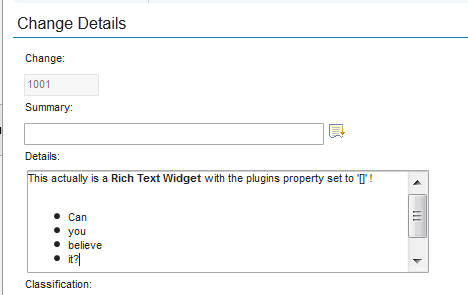 Change Details
Change:
1001
Summary:
Details:
This actually is a Rich Text Widget with the plugins property set to '[]' !
Can
you
believe
it?
Classification: